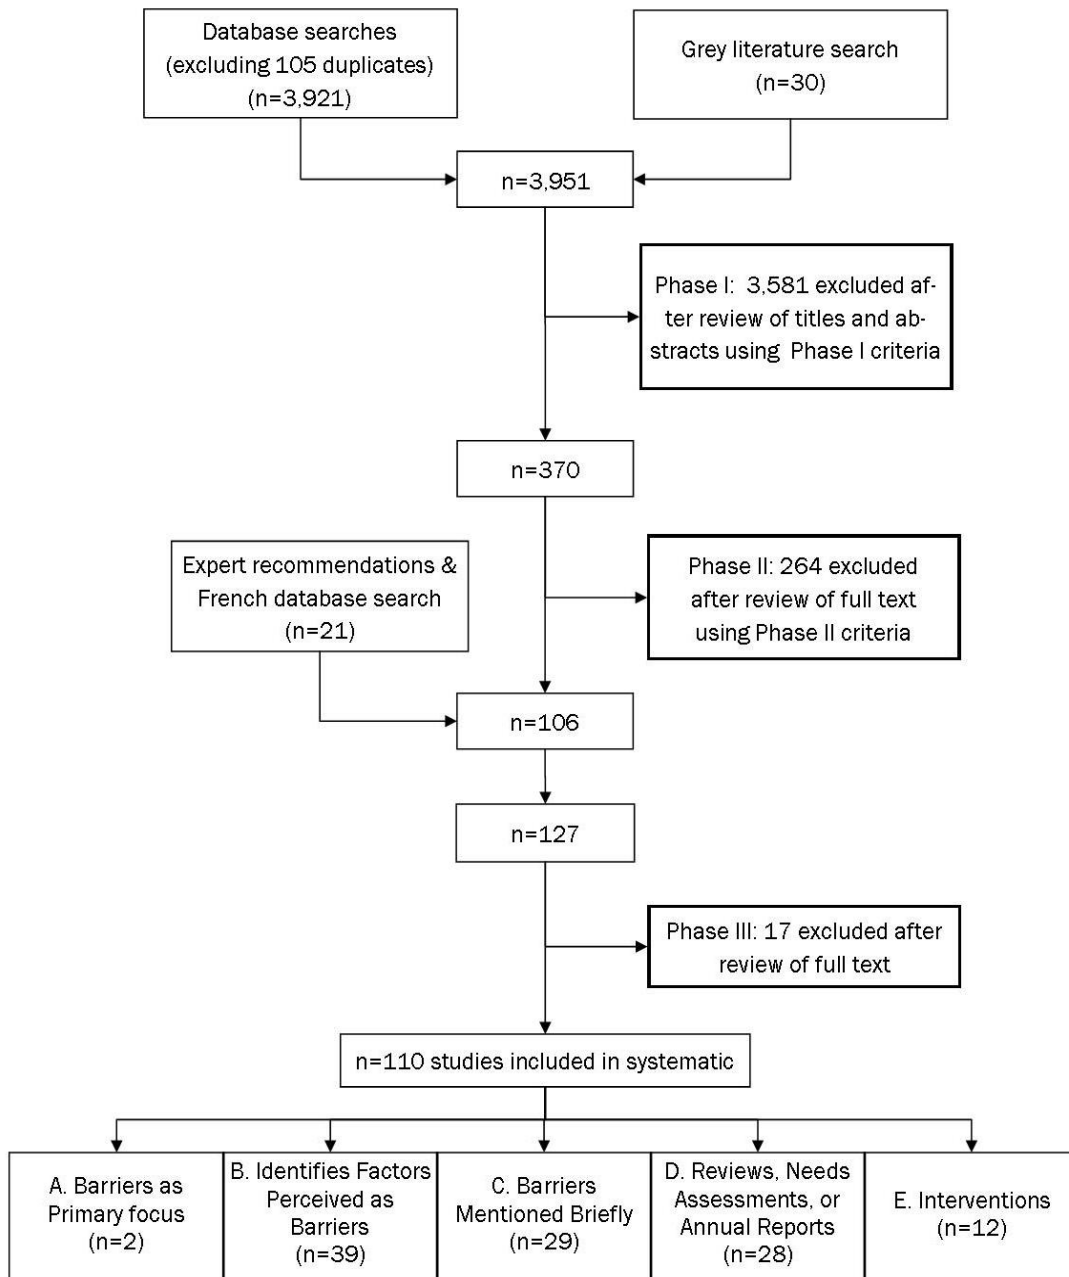 Database searches
(excluding 105 duplicates)
(n=3,921)
Grey literature search
(n=30)
n=3,951
Phase I:  3,581 excluded af-
ter review of titles and ab-
stracts using  Phase I criteria
n=370
Expert recommendations &
French database search
(n=21)
Phase II: 264 excluded
after review of full text
using Phase II criteria
n=106
n=127
Phase III: 17 excluded after
review of full text
n=110 studies included in systematic
A. Barriers as
Primary focus
(n=2)
B. Identifies Factors
Perceived as
Barriers
(n=39)
C. Barriers
Mentioned Briefly
(n=29)
D. Reviews, Needs
Assessments, or
Annual Reports
(n=28)
E. Interventions
(n=12)